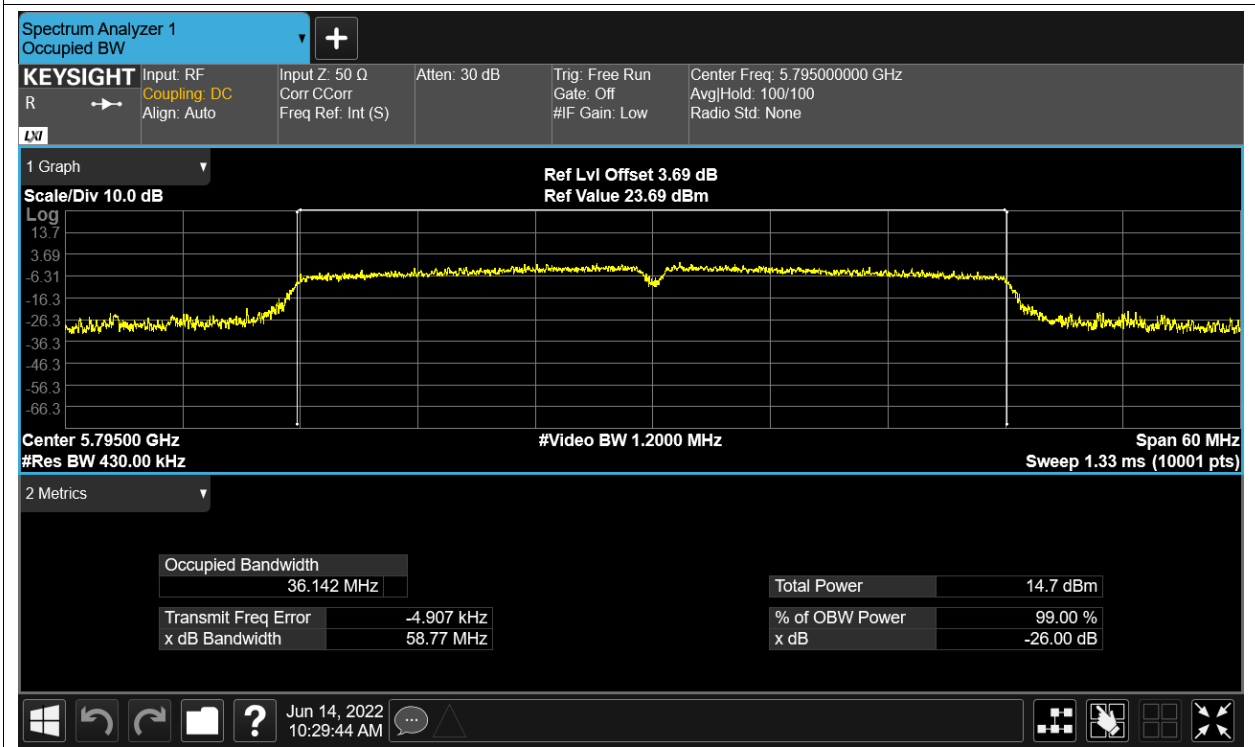 Spectrum Analyzer 1
Occupied BW
KEYSIGHT
R
LXI
Input: RF
Coupling: DC
Align: Auto
Input Z: 50 Ω
Corr CCorr
Freq Ref: Int (S)
Atten: 30 dB
Trig: Free Run
Gate: Off
#IF Gain: Low
Center Freq: 5.795000000 GHz
Avg|Hold: 100/100
Radio Std: None
1 Graph
Scale/Div 10.0 dB
Ref Lvl Offset 3.69 dB
Ref Value 23.69 dBm
Log
13.7
3.69
-6.31
-16.3
-26.3
-36.3
-46.3
-56.3
-66.3
Center 5.79500 GHz
#Video BW 1.2000 MHz
Span 60 MHz
#Res BW 430.00 kHz
Sweep 1.33 ms (10001 pts)
2 Metrics
Occupied Bandwidth
36.142 MHz
Total Power 14.7 dBm
Transmit Freq Error -4.907 kHz
% of OBW Power 99.00 %
x dB Bandwidth 58.77 MHz
x dB -26.00 dB
?
Jun 14, 2022
10:29:44 AM